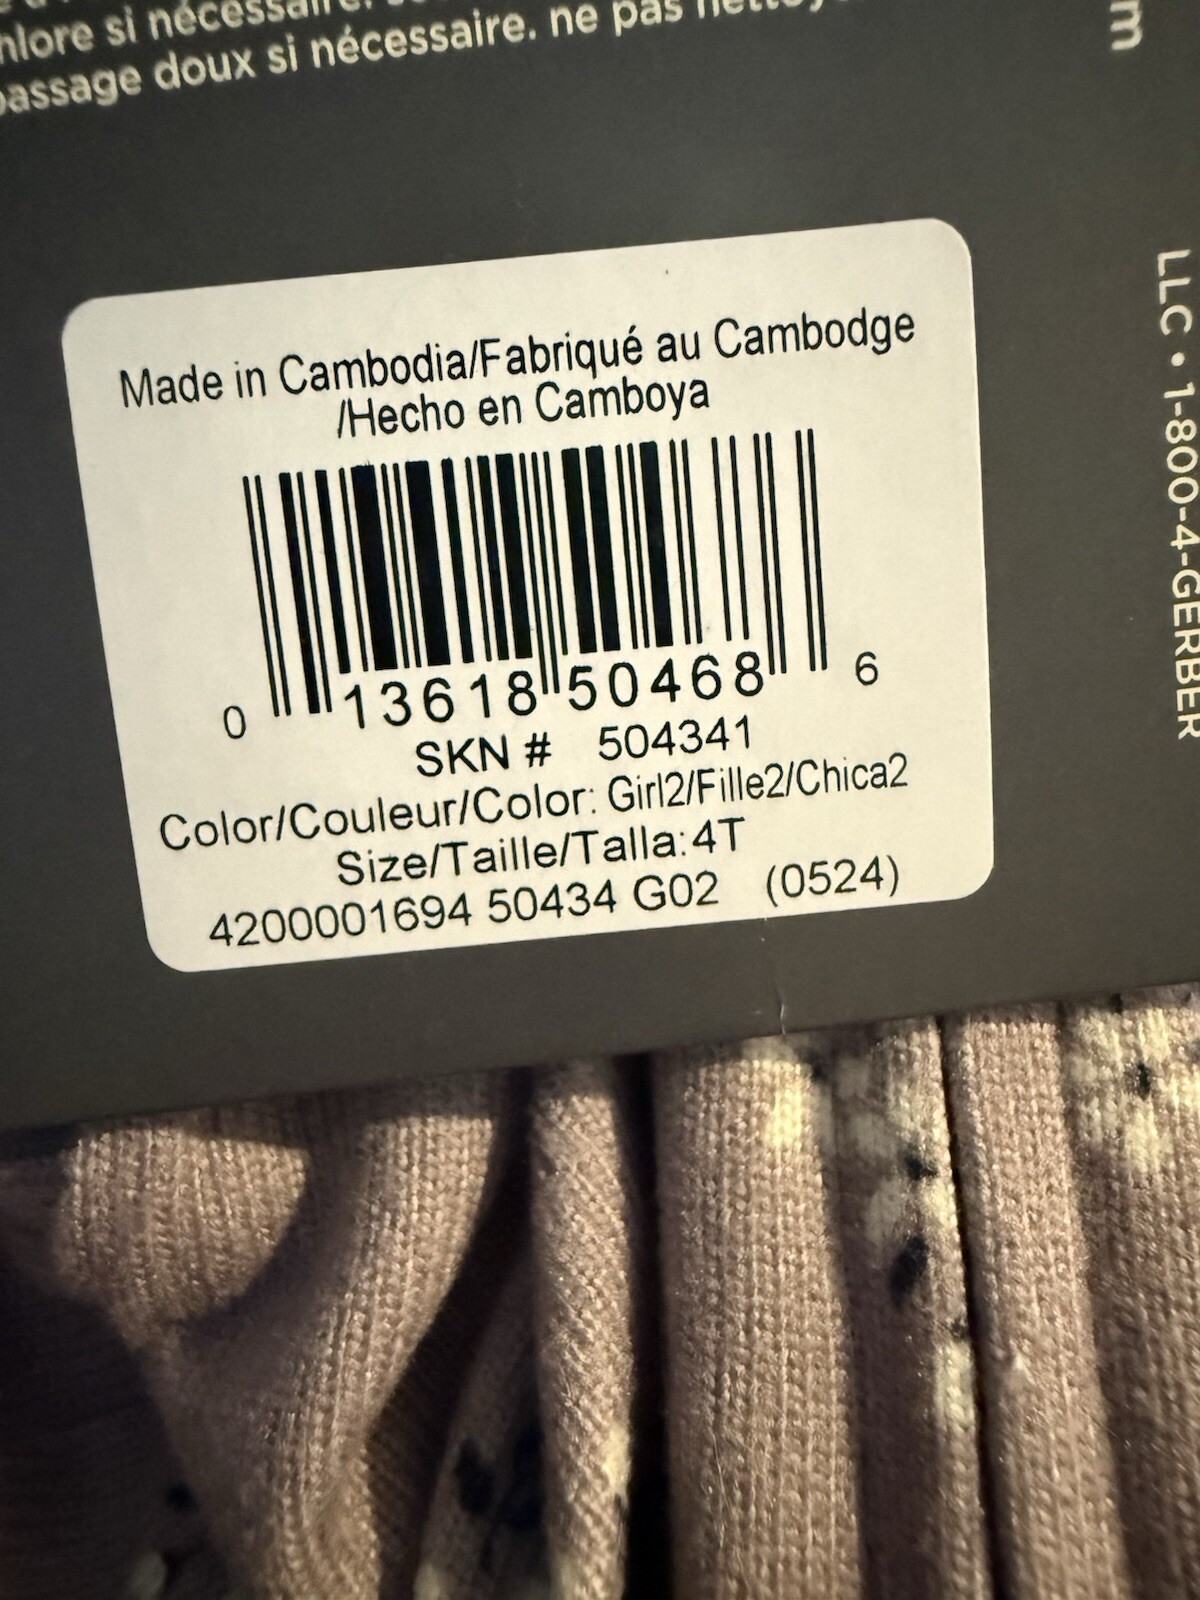 hlore si nécessaire.
passage doux si nécessaire. ne pas
m
LLC • 1-800-4-GERBER
Made in Cambodia/Fabriqué au Cambodge
/Hecho en Camboya
0 13618 50468 6
SKN # 504341
Color/Couleur/Color: Girl2/Fille2/Chica2
Size/Taille/Talla:4T
4200001694 50434 G02 (0524)